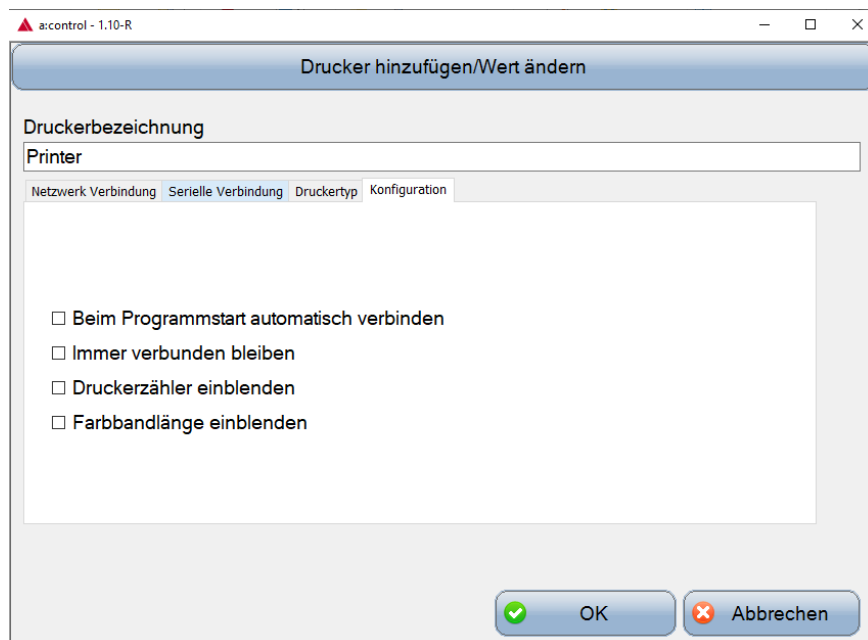 a:control - 1.10-R
Drucker hinzufügen/Wert ändern
Druckerbezeichnung
Printer
Netzwerk Verbindung Serielle Verbindung Druckertyp Konfiguration
Beim Programmstart automatisch verbinden
Immer verbunden bleiben
Druckerzähler einblenden
Farbbandlänge einblenden
OK Abbrechen